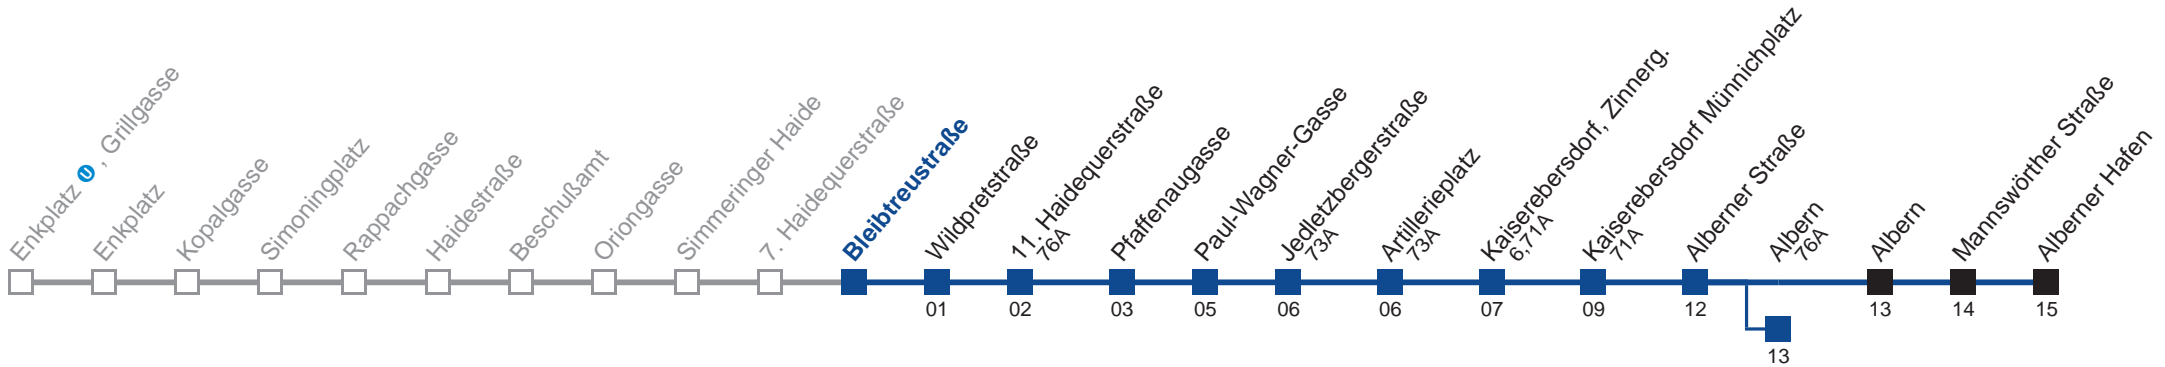 Enkplatz U , Grillgasse
Enkplatz
Kopalgasse
Simoningplatz
Rappachgasse
Haidestraße
Beschußamt
Oriongasse
Simmeringer Haide
7. Haidequerstraße
Bleibtreustraße
Wildpretstraße
01
11. Haidequerstraße
76A
02
Pfaffenaugasse
03
Paul-Wagner-Gasse
05
Jedletzbergerstraße
73A
06
Artillerieplatz
73A
06
Kaiserebersdorf, Zinnerg.
6,71A
07
Kaiserebersdorf Münnichplatz
71A
09
Alberner Straße
12
Albern
76A
13
Albern
13
Mannswörther Straße
14
Alberner Hafen
15